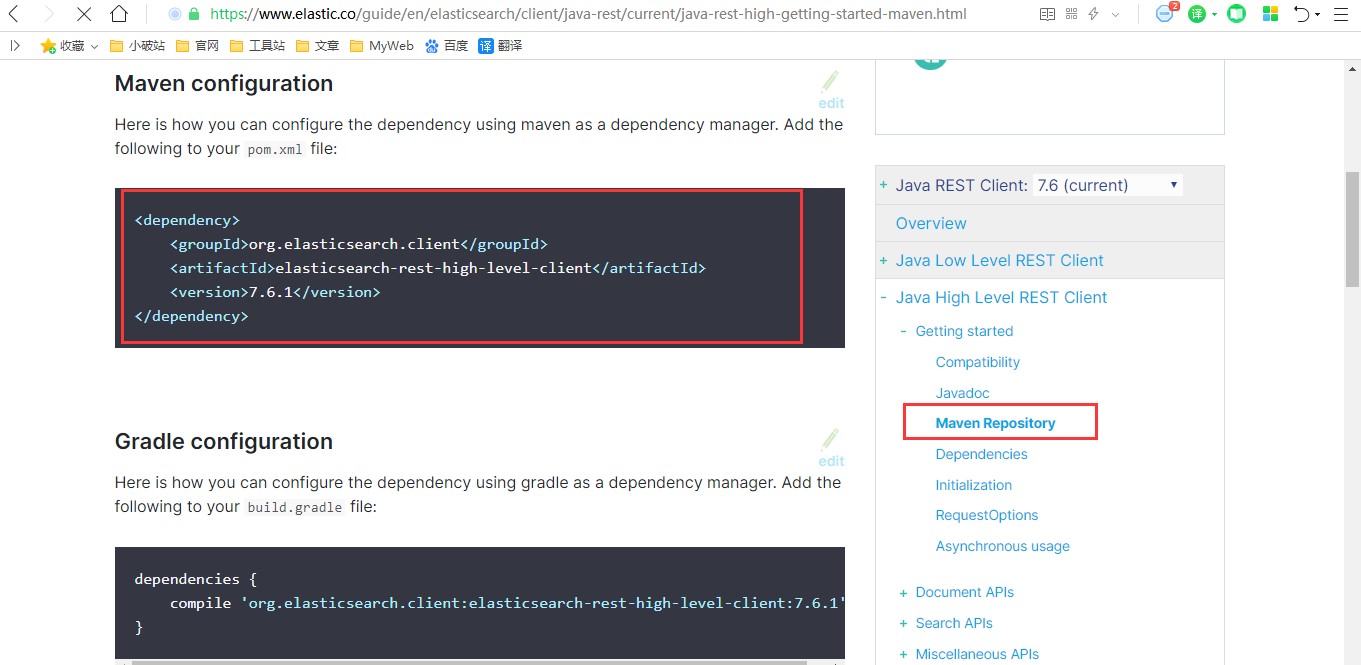 https://www.elastic.co/guide/en/elasticsearch/client/java-rest/current/java-rest-high-getting-started-maven.html
译
2
收藏 小破站 官网 工具站 文章 MyWeb 百度 译 翻译
Maven configuration
edit
Here is how you can configure the dependency using maven as a dependency manager. Add the
following to your pom.xml file:
<dependency>
<groupId>org.elasticsearch.client</groupId>
<artifactId>elasticsearch-rest-high-level-client</artifactId>
<version>7.6.1</version>
</dependency>
Gradle configuration
edit
Here is how you can configure the dependency using gradle as a dependency manager. Add the
following to your build.gradle file:
dependencies {
compile 'org.elasticsearch.client:elasticsearch-rest-high-level-client:7.6.1'
}
+ Java REST Client: 7.6 (current)
Overview
+ Java Low Level REST Client
- Java High Level REST Client
- Getting started
Compatibility
Javadoc
Maven Repository
Dependencies
Initialization
RequestOptions
Asynchronous usage
+ Document APIs
+ Search APIs
+ Miscellaneous APIs